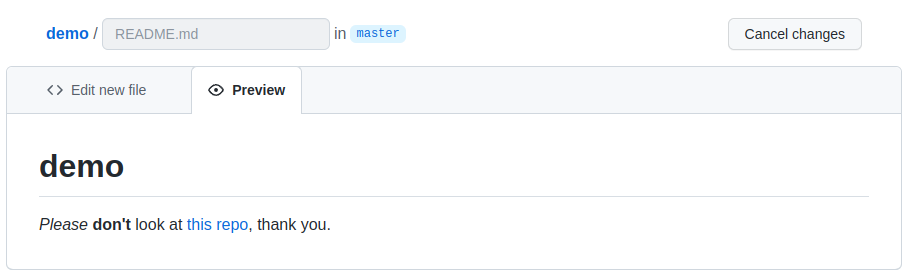 demo / README.md in master Cancel changes
Edit new file Preview
demo
Please don't look at this repo, thank you.